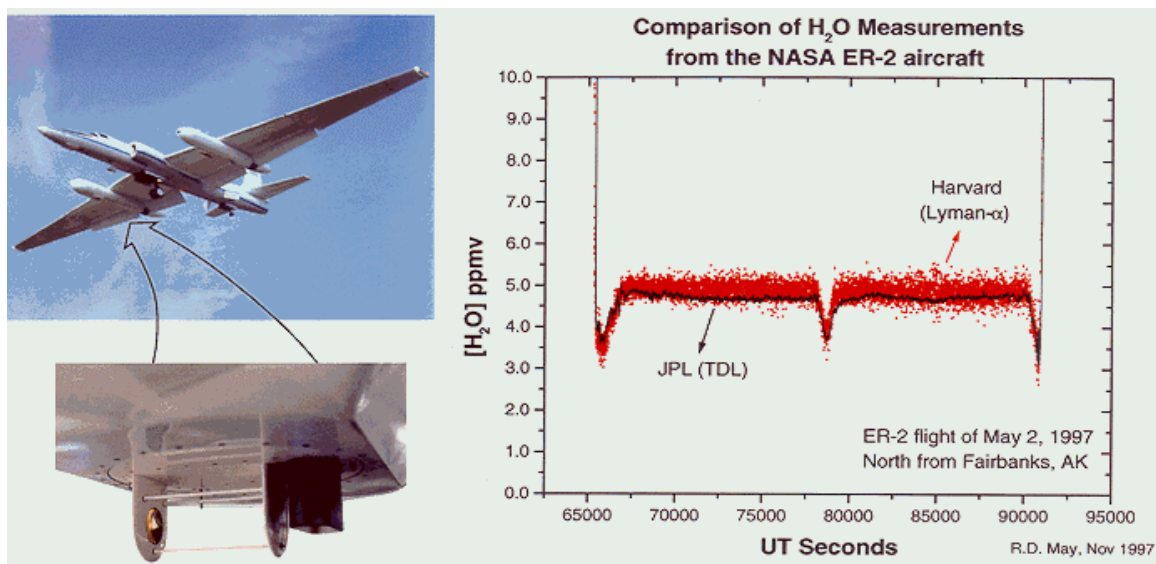 Comparison of H₂O Measurements
from the NASA ER-2 aircraft
[H₂O] ppmv
10.0
9.0
8.0
7.0
6.0
5.0
4.0
3.0
2.0
1.0
0.0
Harvard
(Lyman-α)
JPL (TDL)
ER-2 flight of May 2, 1997
North from Fairbanks, AK
65000 70000 75000 80000 85000 90000 95000
UT Seconds
R.D. May, Nov 1997